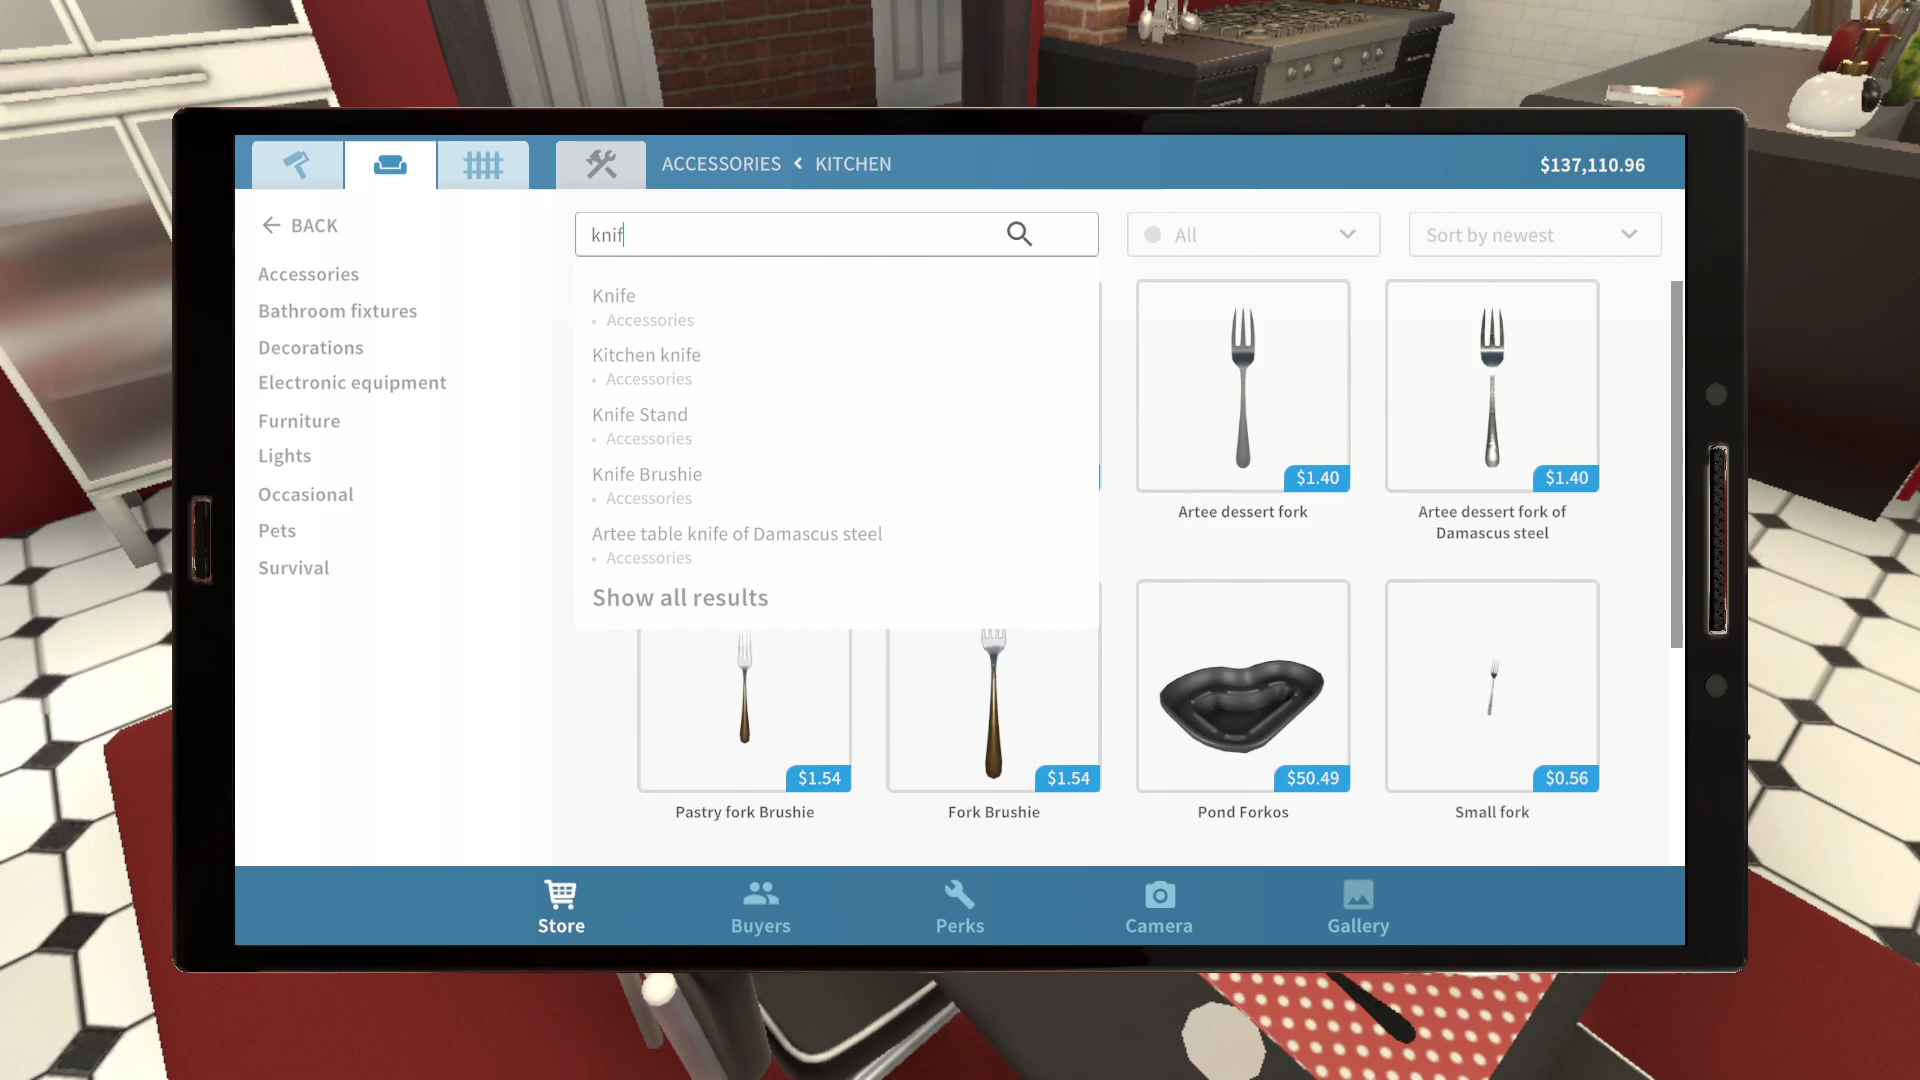 ACCESSORIES < KITCHEN
$137,110.96
BACK
Accessories
Bathroom fixtures
Decorations
Electronic equipment
Furniture
Lights
Occasional
Pets
Survival
knif
All
Sort by newest
Knife
• Accessories
Kitchen knife
• Accessories
Knife Stand
• Accessories
Knife Brushie
• Accessories
Artee table knife of Damascus steel
• Accessories
Show all results
$1.40
Artee dessert fork
$1.40
Artee dessert fork of
Damascus steel
$1.54
Pastry fork Brushie
$1.54
Fork Brushie
$50.49
Pond Forkos
$0.56
Small fork
Store
Buyers
Perks
Camera
Gallery